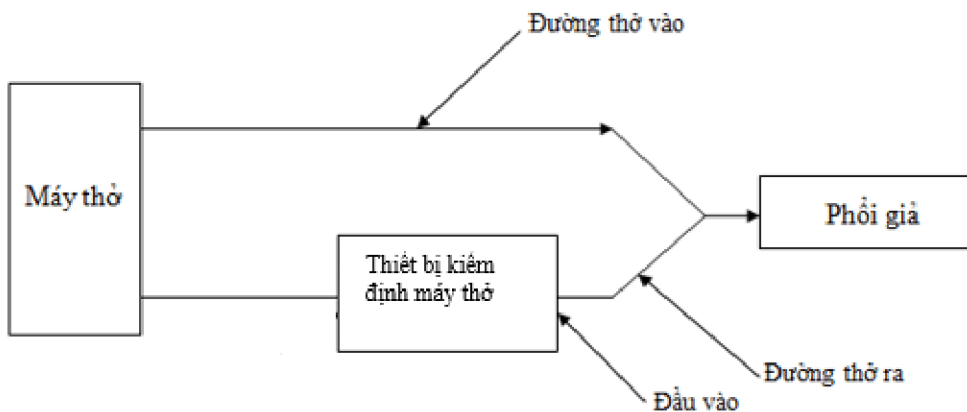 Đường thở vào
Máy thở
Phổi giả
Thiết bị kiểm
định máy thở
Đường thở ra
Đầu vào